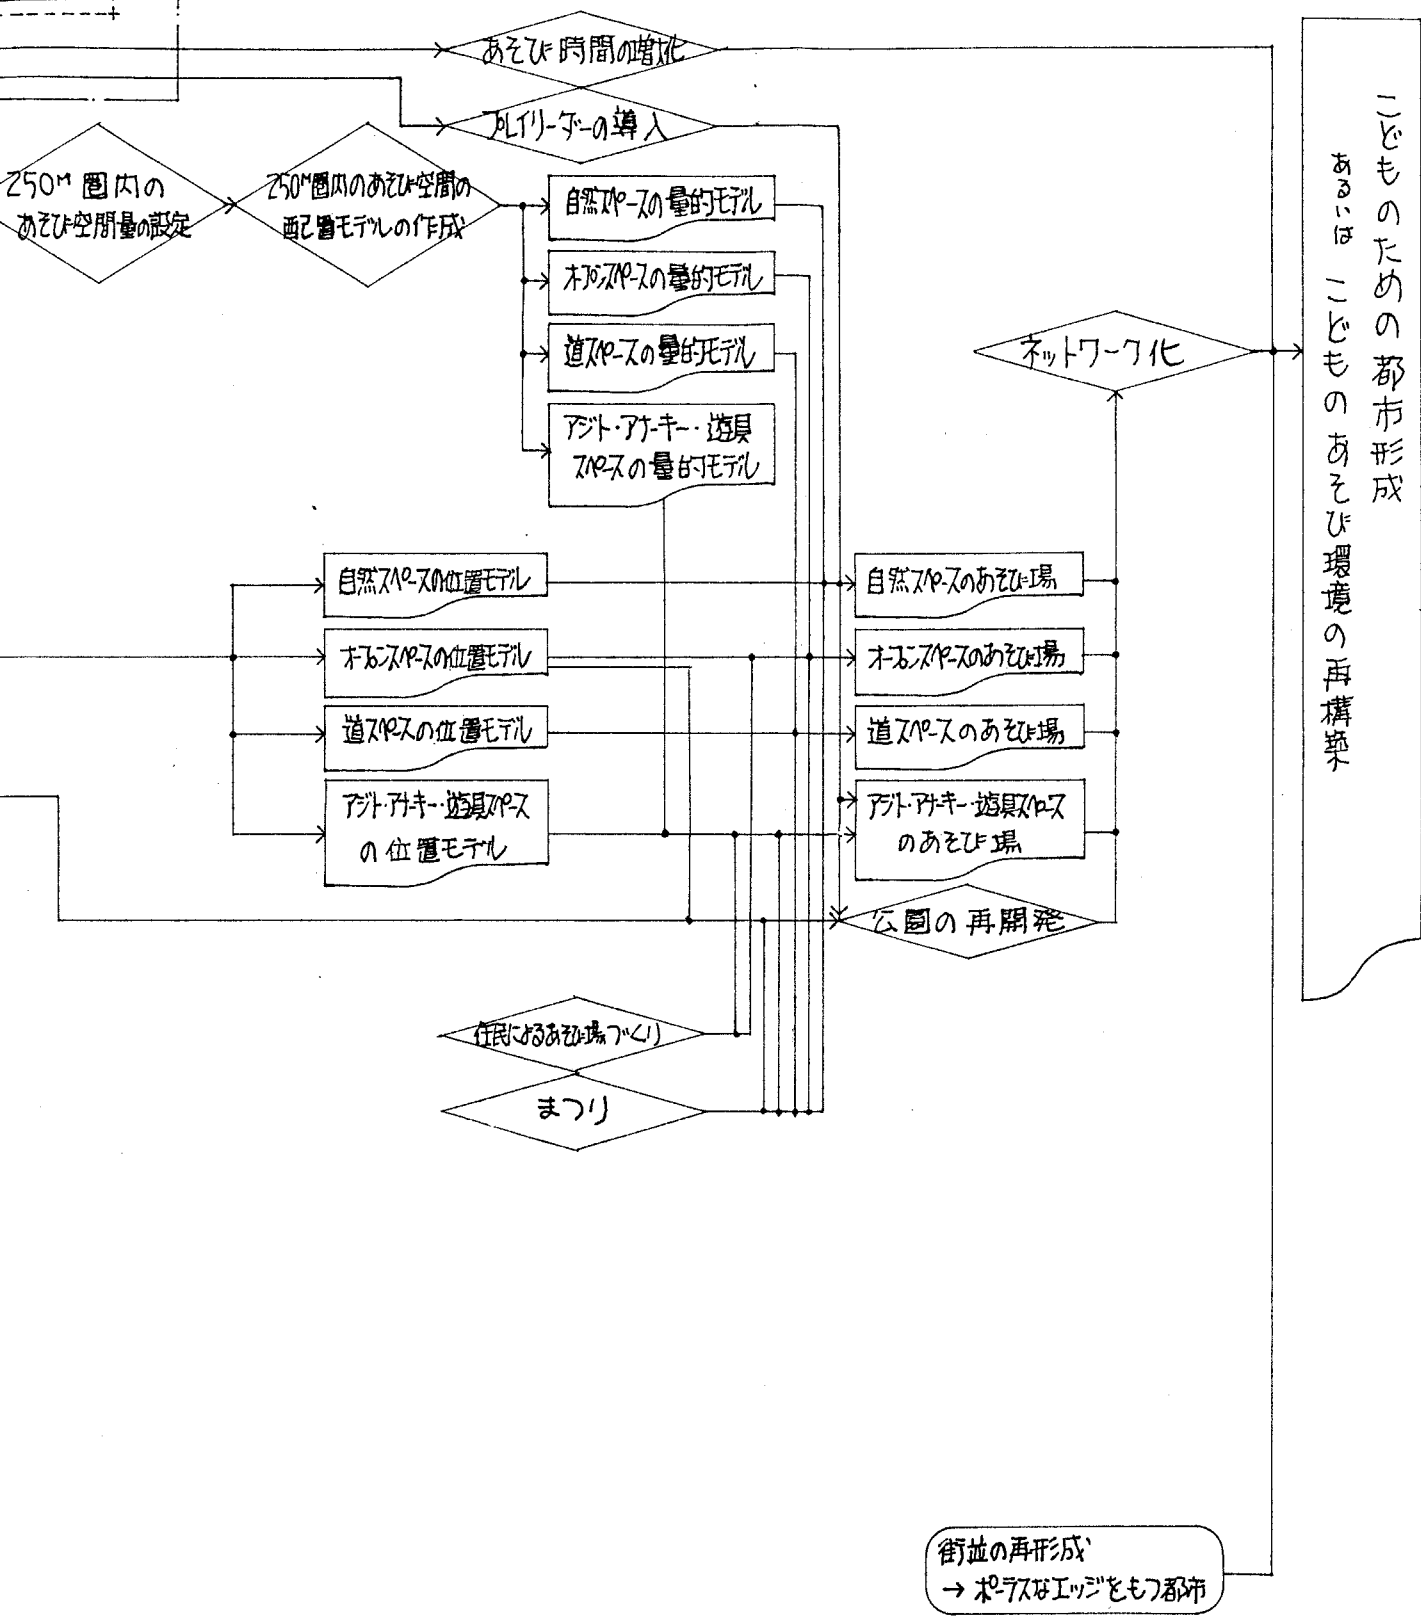 あそび時間の増大化
プレイリーダーの導入
250M圏内の
あそび空間量の設定
250M圏内のあそび空間の
配置モデルの作成
自然スペースの量的モデル
オープンスペースの量的モデル
道スペースの量的モデル
アジト・アナーキー・遊具
スペースの量的モデル
ネットワーク化
こどものための都市形成
あるいは こどものあそび環境の再構築
自然スペースの位置モデル
オープンスペースの位置モデル
道スペースの位置モデル
アジト・アナーキー・遊具スペース
の位置モデル
自然スペースのあそび場
オープンスペースのあそび場
道スペースのあそび場
アジト・アナーキー・遊具スペース
のあそび場
公園の再開発
住民によるあそび場づくり
まつり
街並の再形成
→ ポーラスなエッジをもつ都市